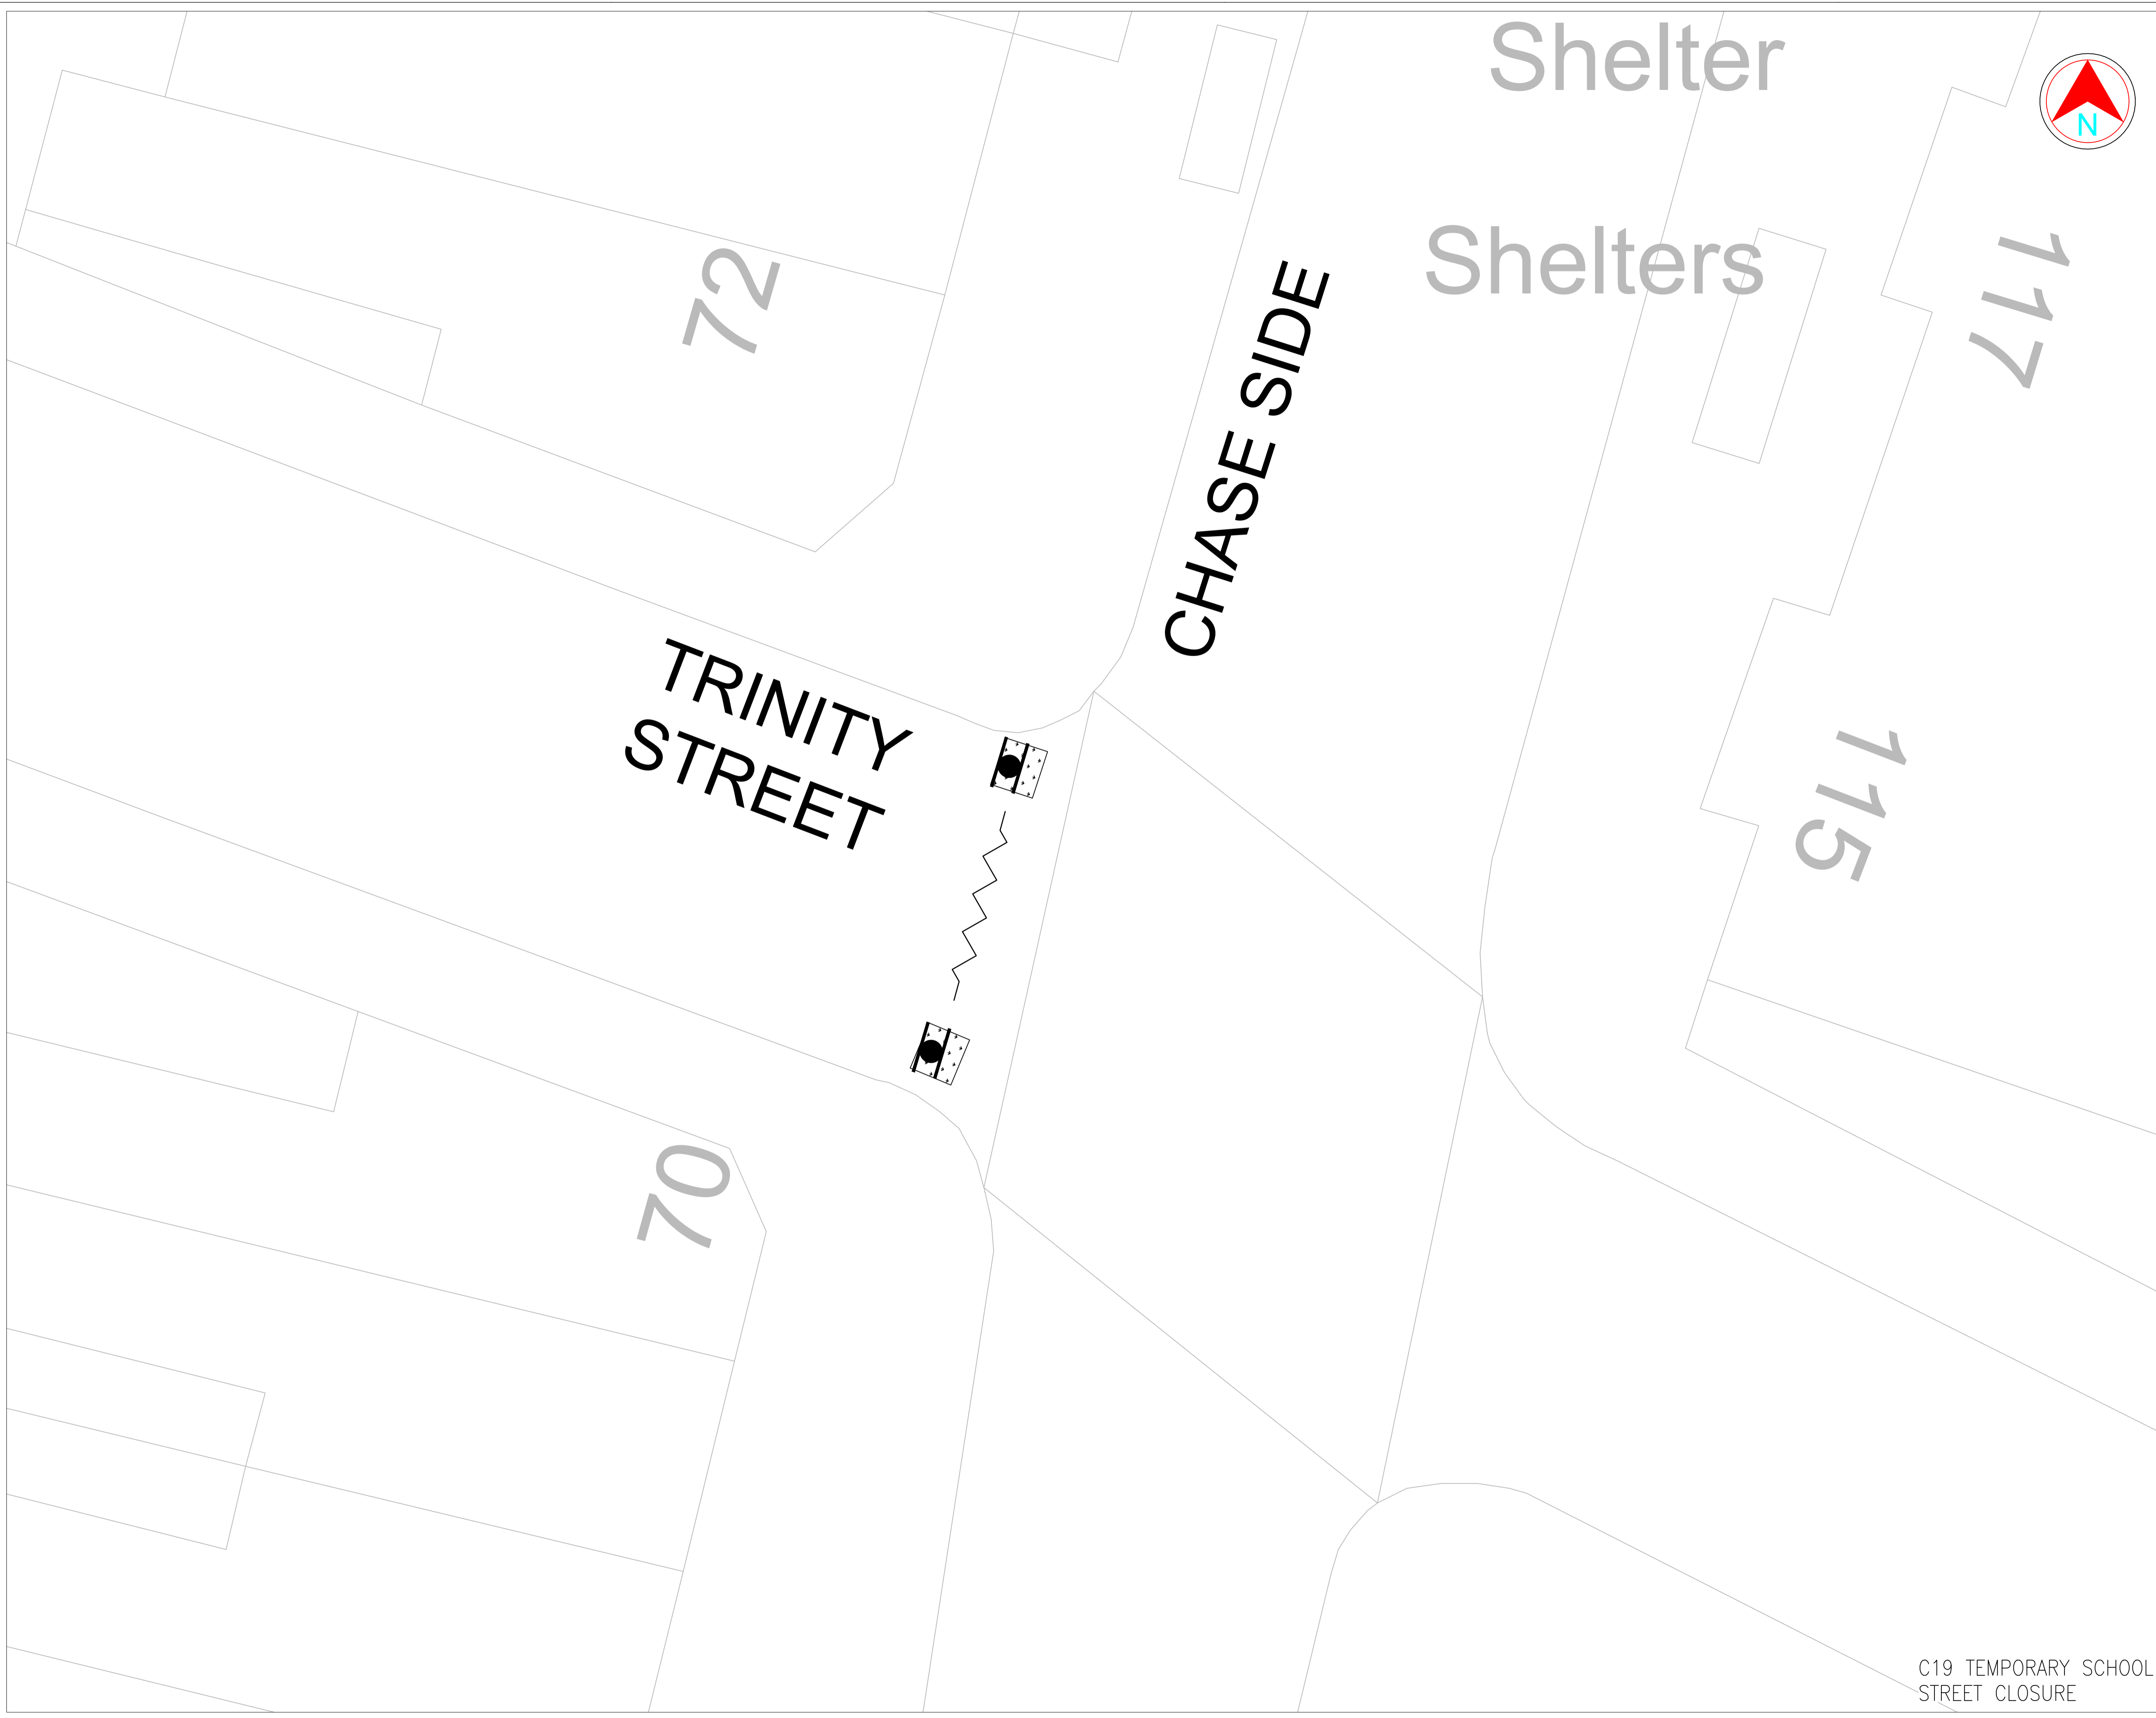 Shelter
N
Shelters
72
CHASE SIDE
117
TRINITY
STREET
115
70
C19 TEMPORARY SCHOOL
STREET CLOSURE